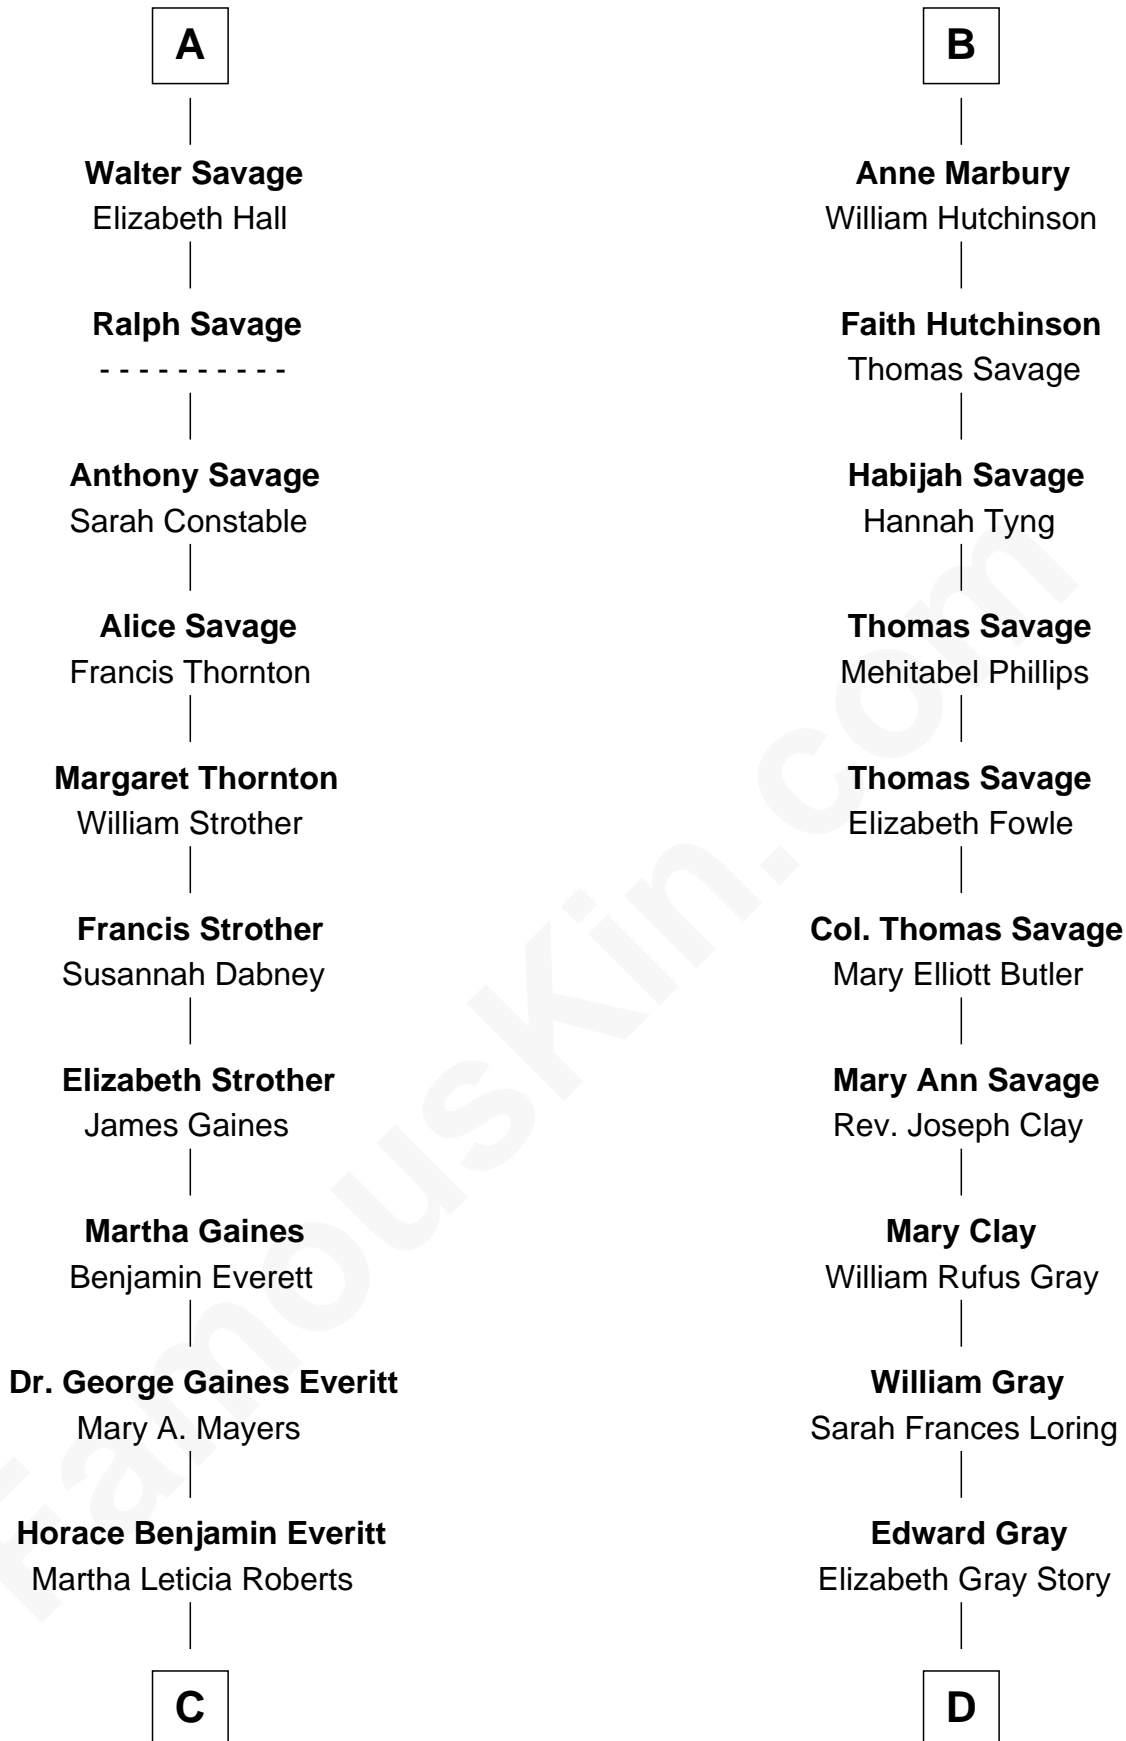 A
Walter Savage
Elizabeth Hall
Ralph Savage
- - - - - - - - - -
Anthony Savage
Sarah Constable
Alice Savage
Francis Thornton
Margaret Thornton
William Strother
Francis Strother
Susannah Dabney
Elizabeth Strother
James Gaines
Martha Gaines
Benjamin Everett
Dr. George Gaines Everitt
Mary A. Mayers
Horace Benjamin Everitt
Martha Leticia Roberts
C
B
Anne Marbury
William Hutchinson
Faith Hutchinson
Thomas Savage
Habijah Savage
Hannah Tyng
Thomas Savage
Mehitabel Phillips
Thomas Savage
Elizabeth Fowle
Col. Thomas Savage
Mary Elliott Butler
Mary Ann Savage
Rev. Joseph Clay
Mary Clay
William Rufus Gray
William Gray
Sarah Frances Loring
Edward Gray
Elizabeth Gray Story
D
FamousKin.com